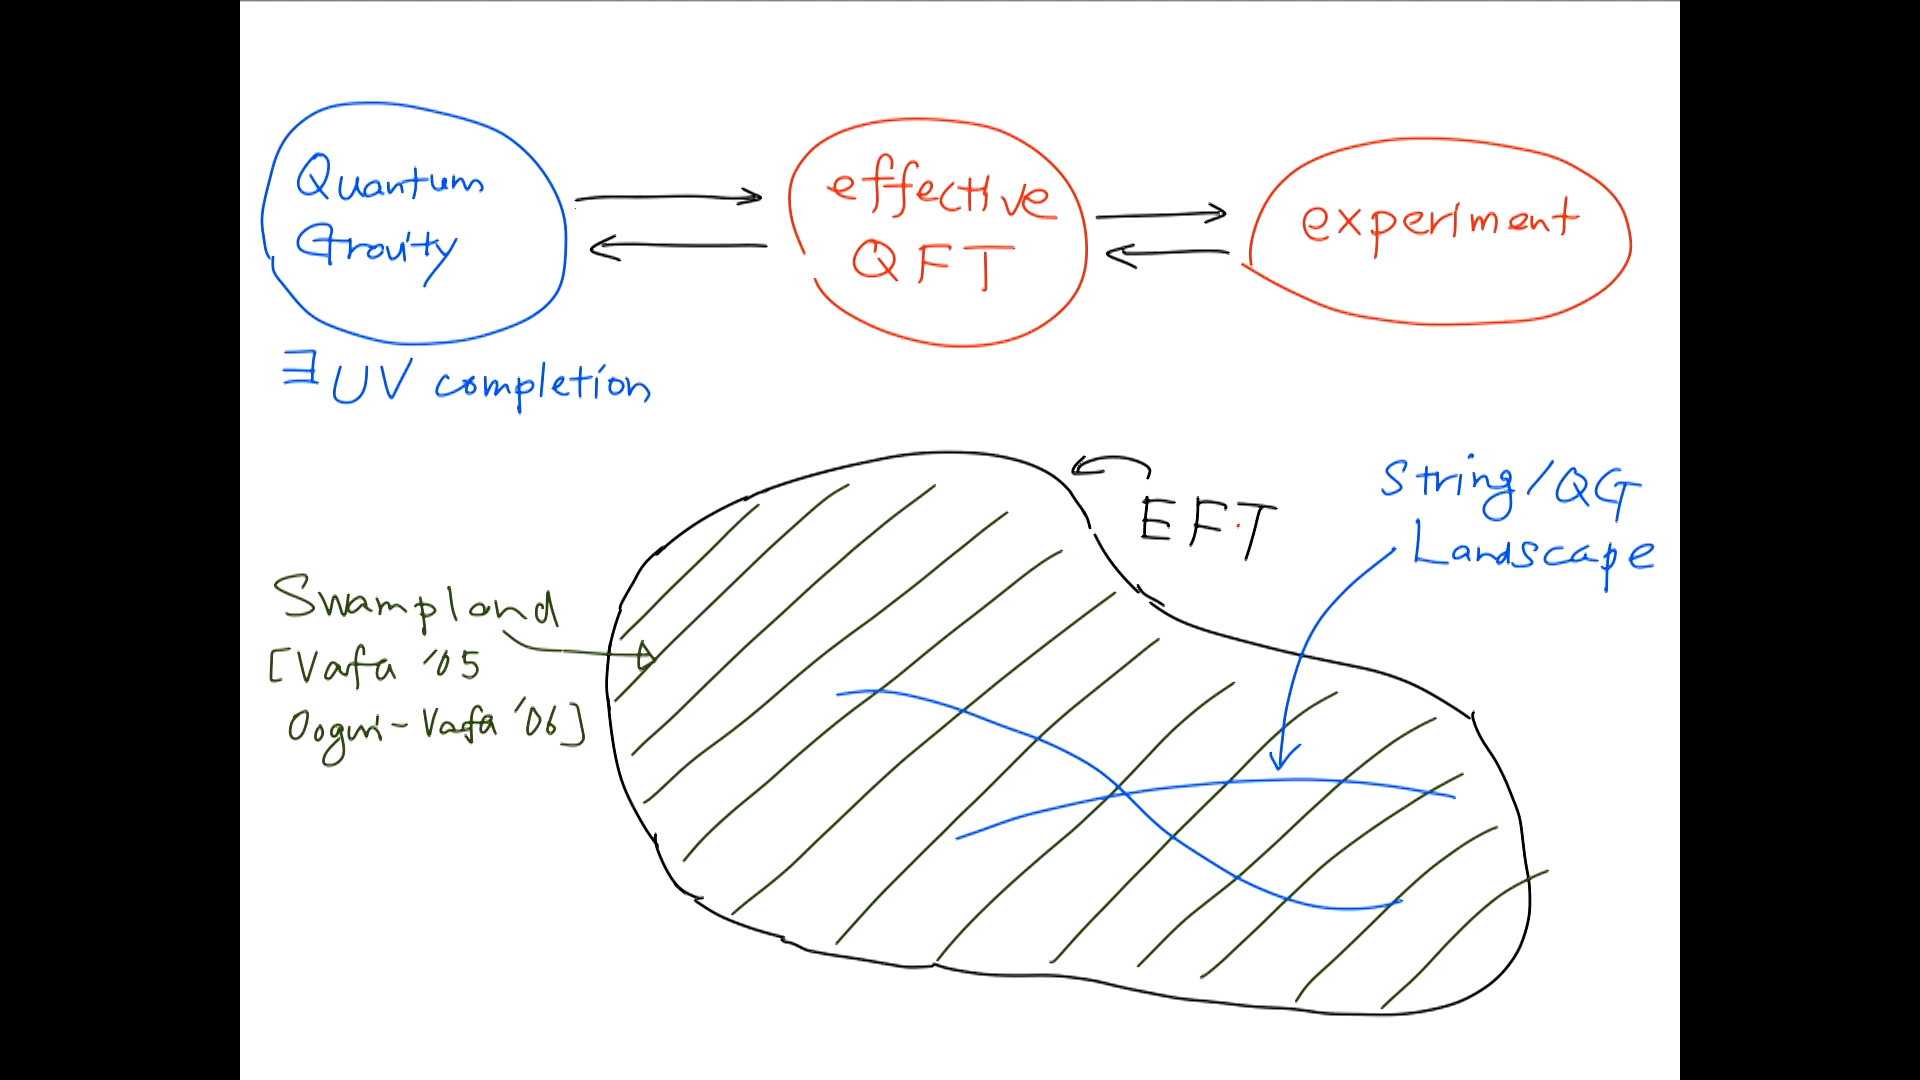 Quantum
Gravity
effective
QFT
experiment
∃ UV completion
EFT
String/QG
Landscape
Swampland
[Vafa '05
Ooguri-Vafa '06]